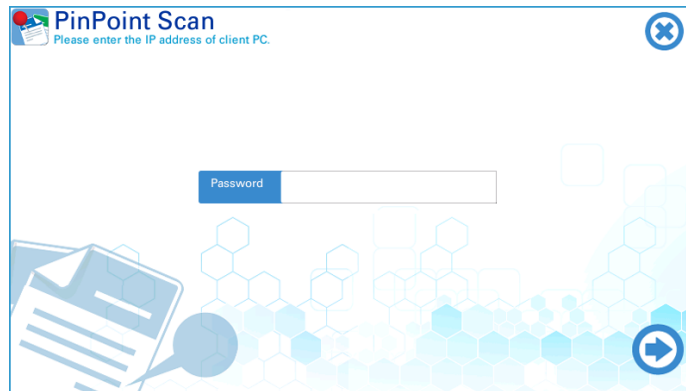 PinPoint Scan
Please enter the IP address of client PC.
Password